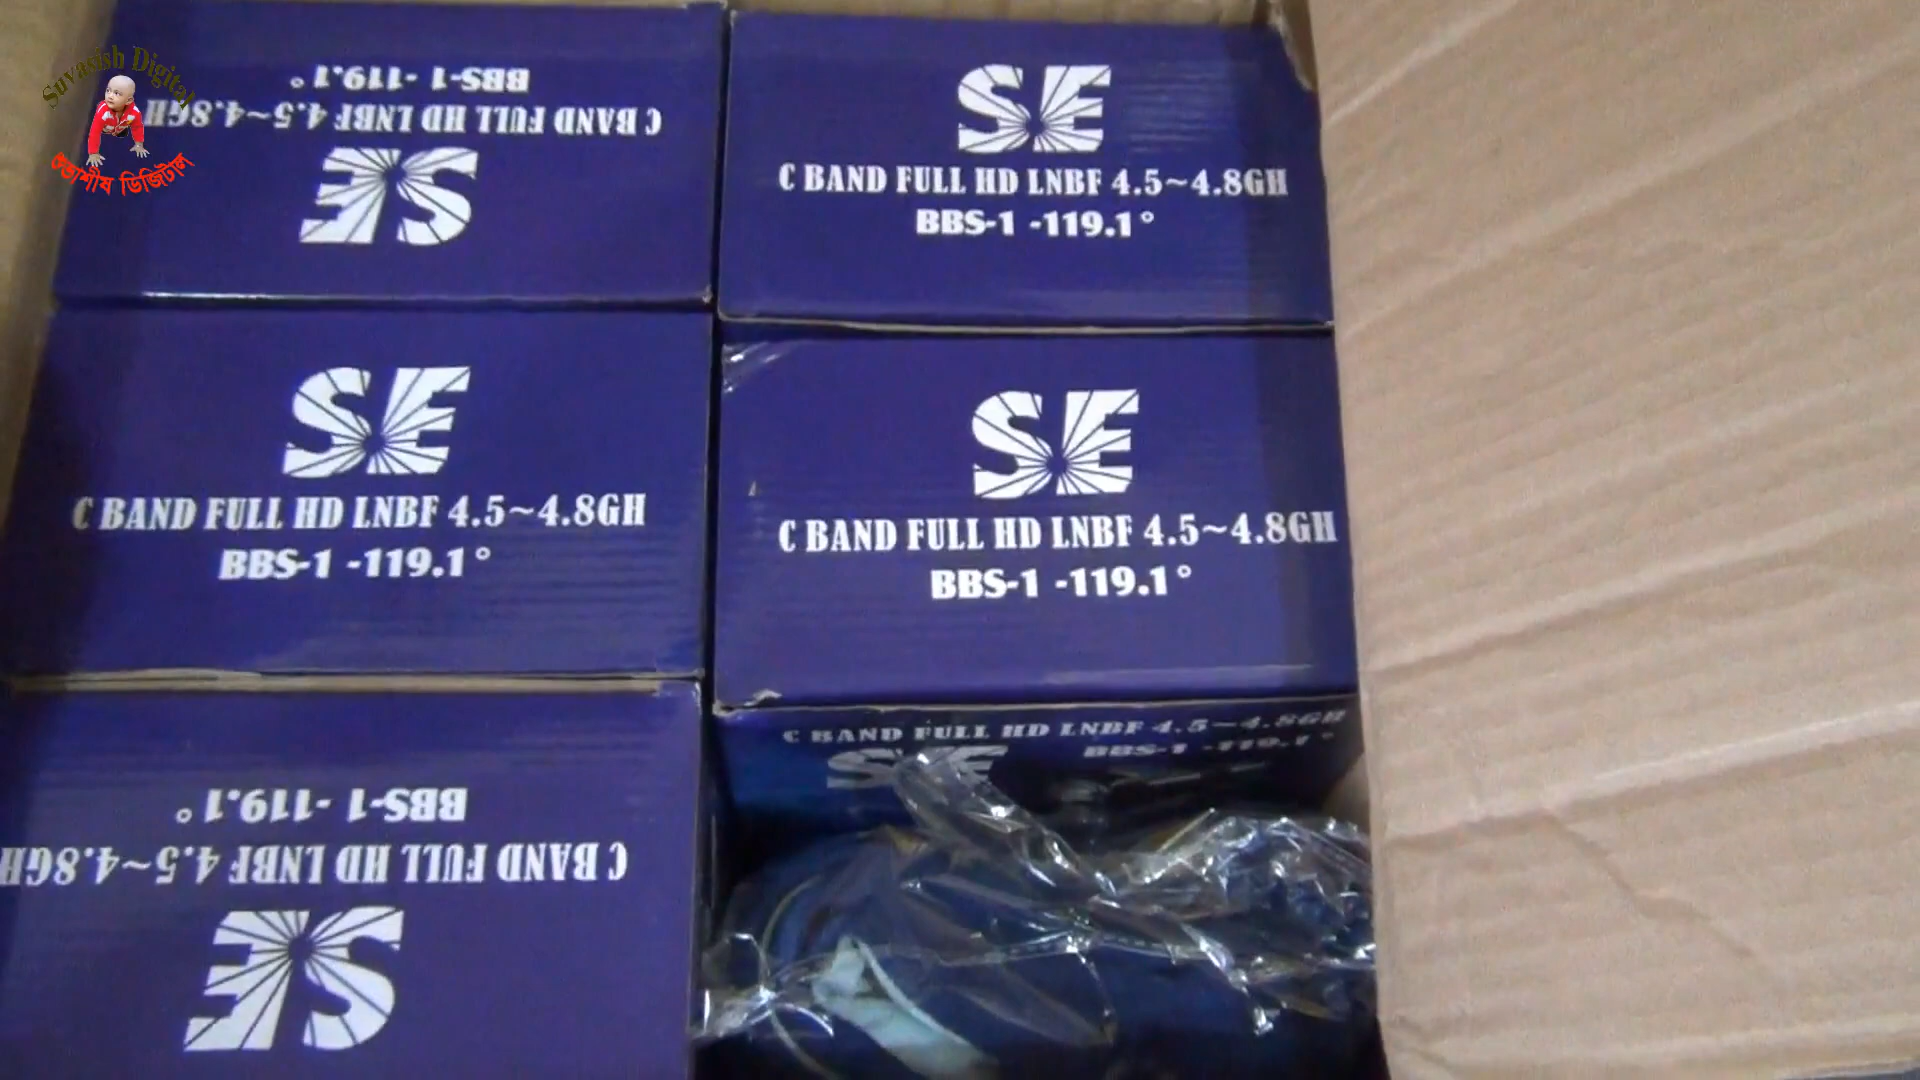 Suvasish Digital
শুভাশীষ ডিজিটাল
BBS-1 -119.1°
C BAND FULL HD LNBF 4.5~4.8GH
SE
SE
C BAND FULL HD LNBF 4.5~4.8GH
BBS-1 -119.1°
SE
C BAND FULL HD LNBF 4.5~4.8GH
BBS-1 -119.1°
SE
C BAND FULL HD LNBF 4.5~4.8GH
BBS-1 -119.1°
C BAND FULL HD LNBF 4.5~4.8GH
BBS-1 -119.1°
SE
BBS-1 -119.1°
C BAND FULL HD LNBF 4.5~4.8GH
SE